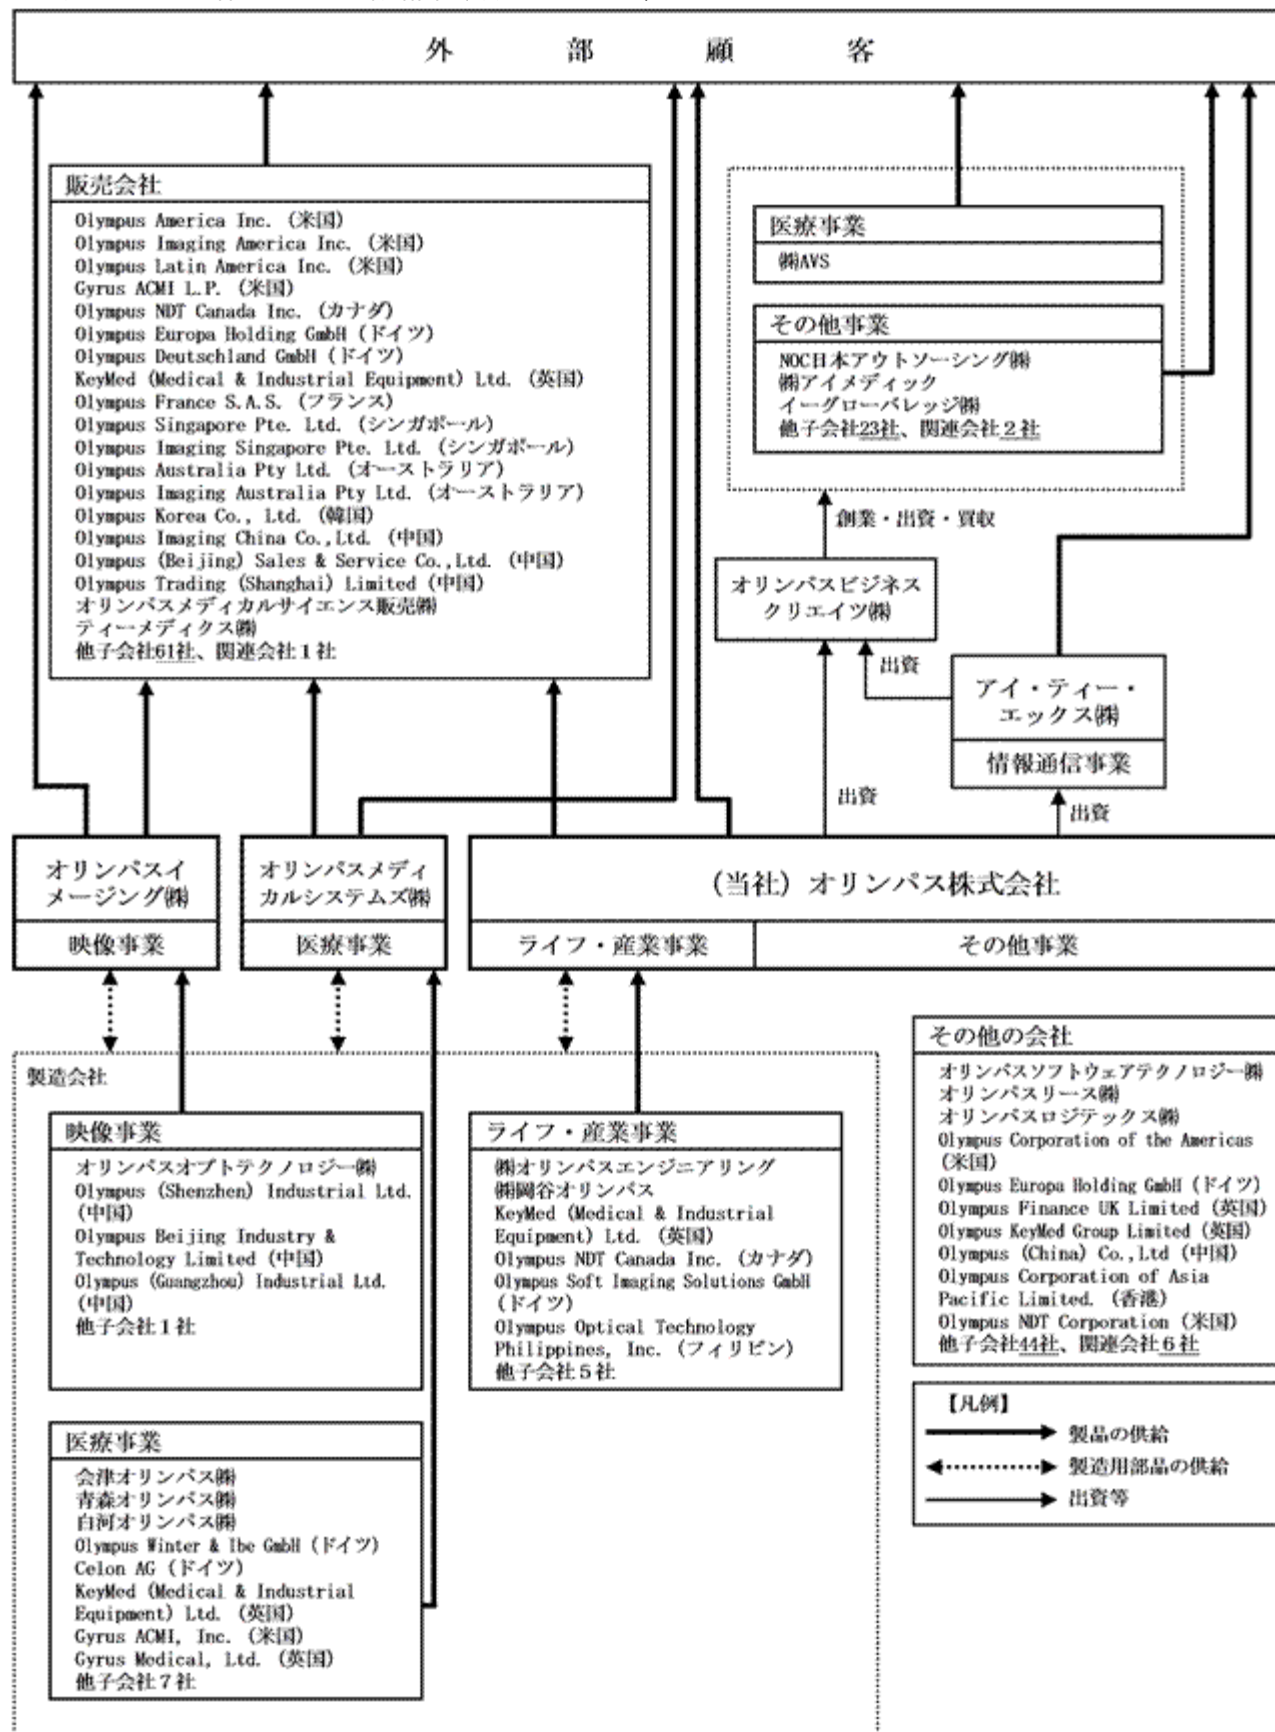 外部顧客
販売会社
Olympus America Inc. (米国)
Olympus Imaging America Inc. (米国)
Olympus Latin America Inc. (米国)
Gyrus ACMI L.P. (米国)
Olympus NDT Canada Inc. (カナダ)
Olympus Europa Holding GmbH (ドイツ)
Olympus Deutschland GmbH (ドイツ)
KeyMed (Medical & Industrial Equipment) Ltd. (英国)
Olympus France S.A.S. (フランス)
Olympus Singapore Pte. Ltd. (シンガポール)
Olympus Imaging Singapore Pte. Ltd. (シンガポール)
Olympus Australia Pty Ltd. (オーストラリア)
Olympus Imaging Australia Pty Ltd. (オーストラリア)
Olympus Korea Co., Ltd. (韓国)
Olympus Imaging China Co.,Ltd. (中国)
Olympus (Beijing) Sales & Service Co.,Ltd. (中国)
Olympus Trading (Shanghai) Limited (中国)
オリンパスメディカルサイエンス販売㈱
ティーメディクス㈱
他子会社61社、関連会社1社
医療事業
㈱AVS
その他事業
NOC日本アウトソーシング㈱
㈱アイメディック
イーグローバレッジ㈱
他子会社23社、関連会社2社
創業・出資・買収
オリンパスビジネス
クリエイツ㈱
出資
アイ・ティー・
エックス㈱
情報通信事業
出資
出資
オリンパスイ
メージング㈱
映像事業
オリンパスメディ
カルシステムズ㈱
医療事業
(当社) オリンパス株式会社
ライフ・産業事業
その他事業
製造会社
映像事業
オリンパスオプトテクノロジー㈱
Olympus (Shenzhen) Industrial Ltd.
(中国)
Olympus Beijing Industry &
Technology Limited (中国)
Olympus (Guangzhou) Industrial Ltd.
(中国)
他子会社1社
ライフ・産業事業
㈱オリンパスエンジニアリング
㈱岡谷オリンパス
KeyMed (Medical & Industrial
Equipment) Ltd. (英国)
Olympus NDT Canada Inc. (カナダ)
Olympus Soft Imaging Solutions GmbH
(ドイツ)
Olympus Optical Technology
Philippines, Inc. (フィリピン)
他子会社5社
医療事業
会津オリンパス㈱
青森オリンパス㈱
白河オリンパス㈱
Olympus Winter & Ibe GmbH (ドイツ)
Celon AG (ドイツ)
KeyMed (Medical & Industrial
Equipment) Ltd. (英国)
Gyrus ACMI, Inc. (米国)
Gyrus Medical, Ltd. (英国)
他子会社7社
その他の会社
オリンパスソフトウェアテクノロジー㈱
オリンパスリース㈱
オリンパスロジテックス㈱
Olympus Corporation of the Americas
(米国)
Olympus Europa Holding GmbH (ドイツ)
Olympus Finance UK Limited (英国)
Olympus KeyMed Group Limited (英国)
Olympus (China) Co.,Ltd (中国)
Olympus Corporation of Asia
Pacific Limited. (香港)
Olympus NDT Corporation (米国)
他子会社44社、関連会社6社
【凡例】
製品の供給
製造用部品の供給
出資等